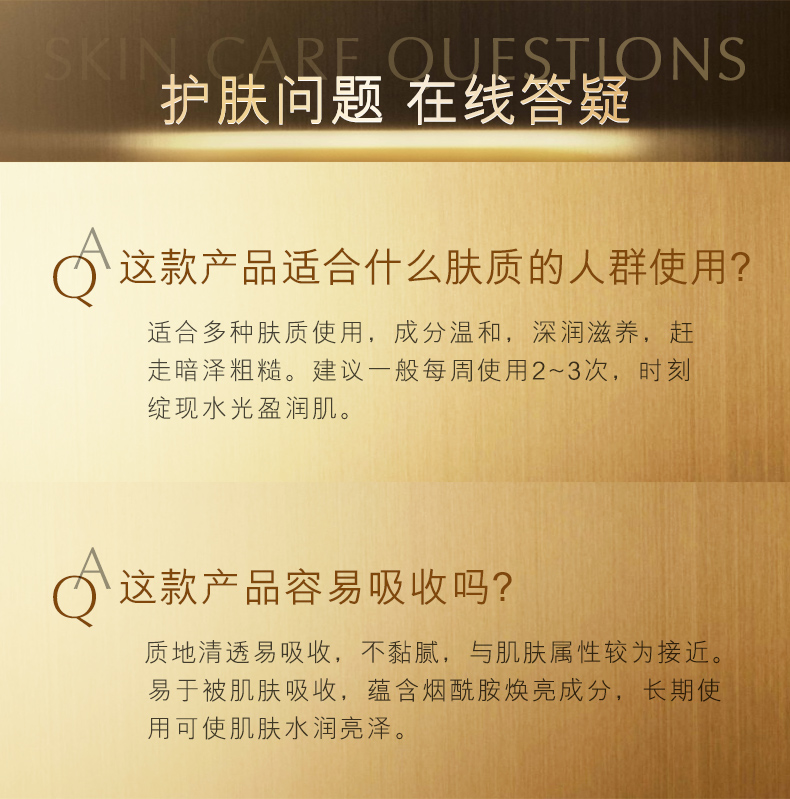 SKIN CARE QUESTIONS
护肤问题 在线答疑
QA 这款产品适合什么肤质的人群使用?
适合多种肤质使用，成分温和，深润滋养，赶
走暗泽粗糙。建议一般每周使用2~3次，时刻
绽现水光盈润肌。
QA 这款产品容易吸收吗?
质地清透易吸收，不黏腻，与肌肤属性较为接近。
易于被肌肤吸收，蕴含烟酰胺焕亮成分，长期使
用可使肌肤水润亮泽。